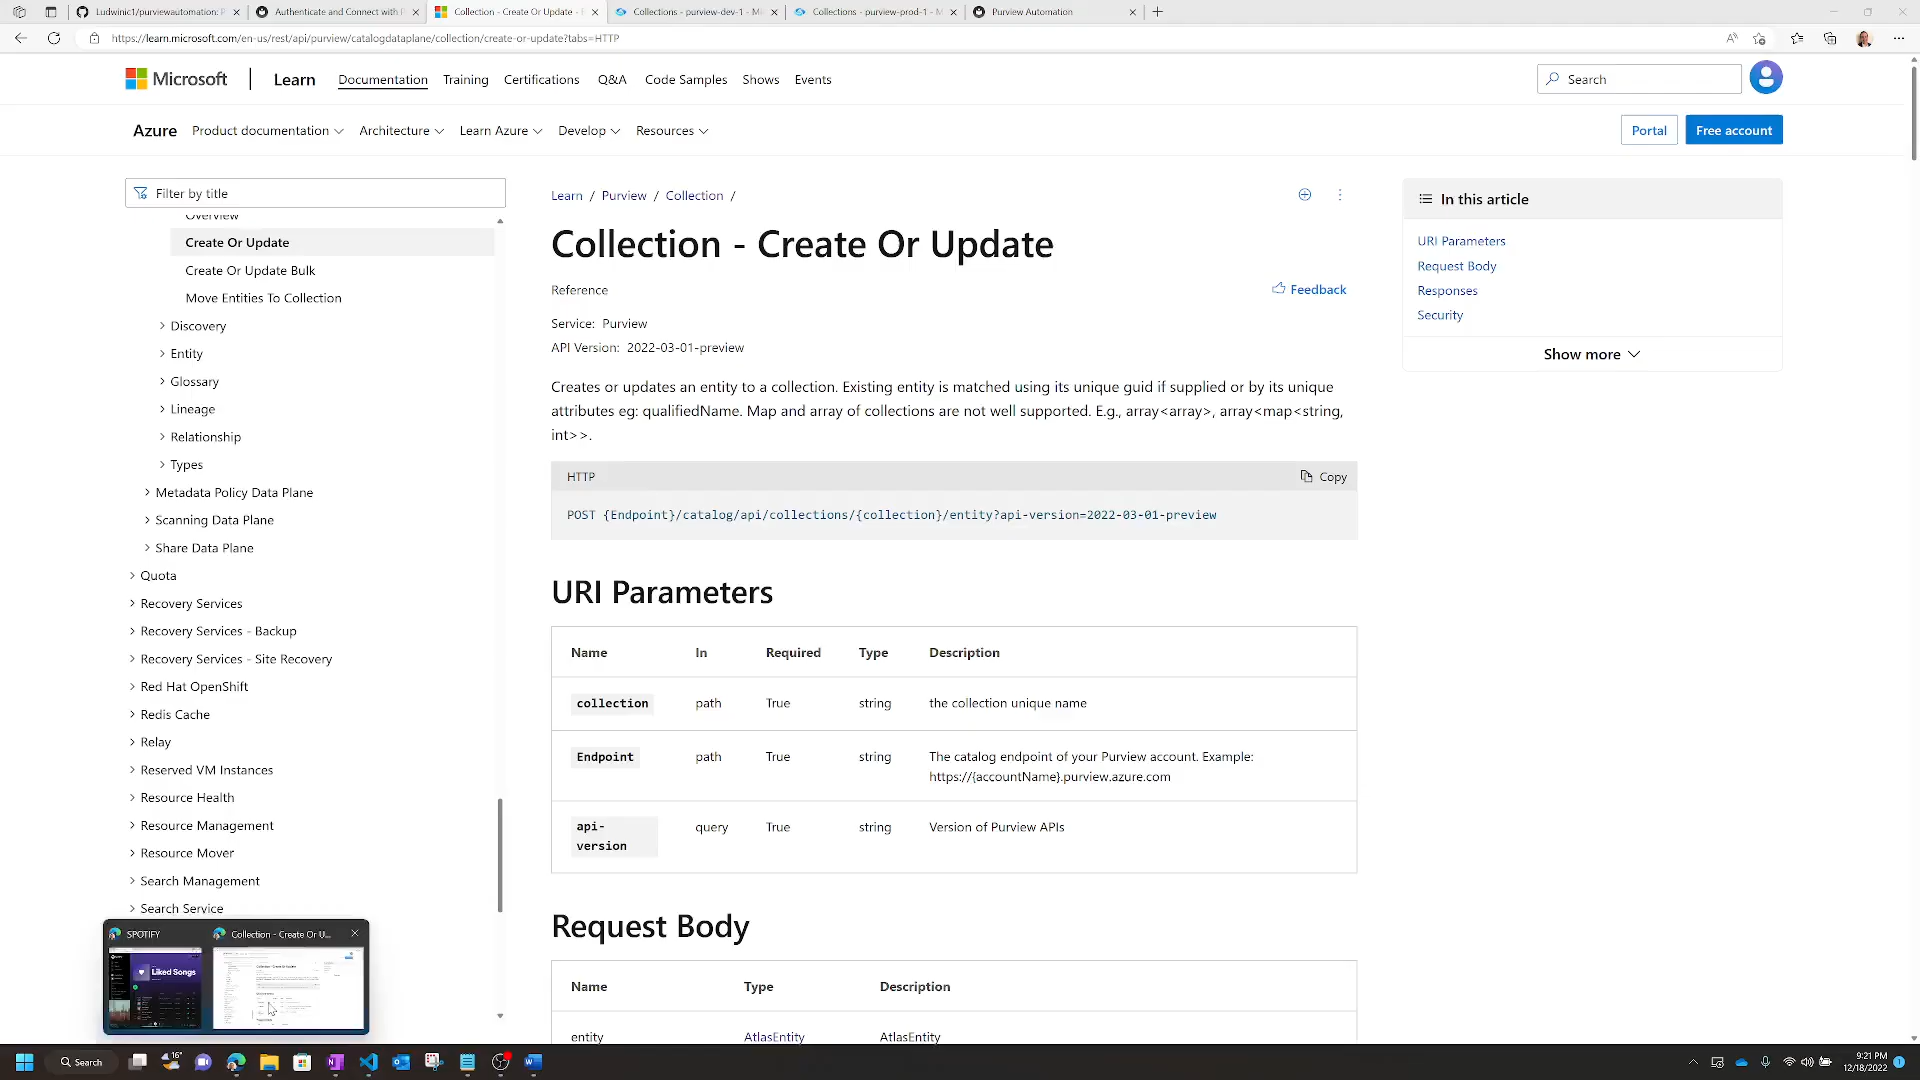 Ludwinic1/purviewautomation: P
Authenticate and Connect with P
Collection - Create Or Update -
Collections - purview-dev-1 - Mi
Collections - purview-prod-1 - M
Purview Automation
https://learn.microsoft.com/en-us/rest/api/purview/catalogdataplane/collection/create-or-update?tabs=HTTP
Microsoft
Learn
Documentation
Training
Certifications
Q&A
Code Samples
Shows
Events
Search
Azure
Product documentation
Architecture
Learn Azure
Develop
Resources
Portal
Free account
Filter by title
Overview
Create Or Update
Create Or Update Bulk
Move Entities To Collection
Discovery
Entity
Glossary
Lineage
Relationship
Types
Metadata Policy Data Plane
Scanning Data Plane
Share Data Plane
Quota
Recovery Services
Recovery Services - Backup
Recovery Services - Site Recovery
Red Hat OpenShift
Redis Cache
Relay
Reserved VM Instances
Resource Health
Resource Management
Resource Mover
Search Management
Search Service
Learn / Purview / Collection /
Collection - Create Or Update
Reference
Feedback
Service: Purview
API Version: 2022-03-01-preview
Creates or updates an entity to a collection. Existing entity is matched using its unique guid if supplied or by its unique
attributes eg: qualifiedName. Map and array of collections are not well supported. E.g., array<array>, array<map<string,
int>>.
HTTP
Copy
POST {Endpoint}/catalog/api/collections/{collection}/entity?api-version=2022-03-01-preview
URI Parameters
Name In Required Type Description
collection path True string the collection unique name
Endpoint path True string The catalog endpoint of your Purview account. Example:
https://{accountName}.purview.azure.com
api-
version query True string Version of Purview APIs
Request Body
Name Type Description
entity AtlasEntity AtlasEntity
In this article
URI Parameters
Request Body
Responses
Security
Show more
SPOTIFY
Collection - Create Or U...
Liked Songs
Search
16°
9:21 PM
12/18/2022